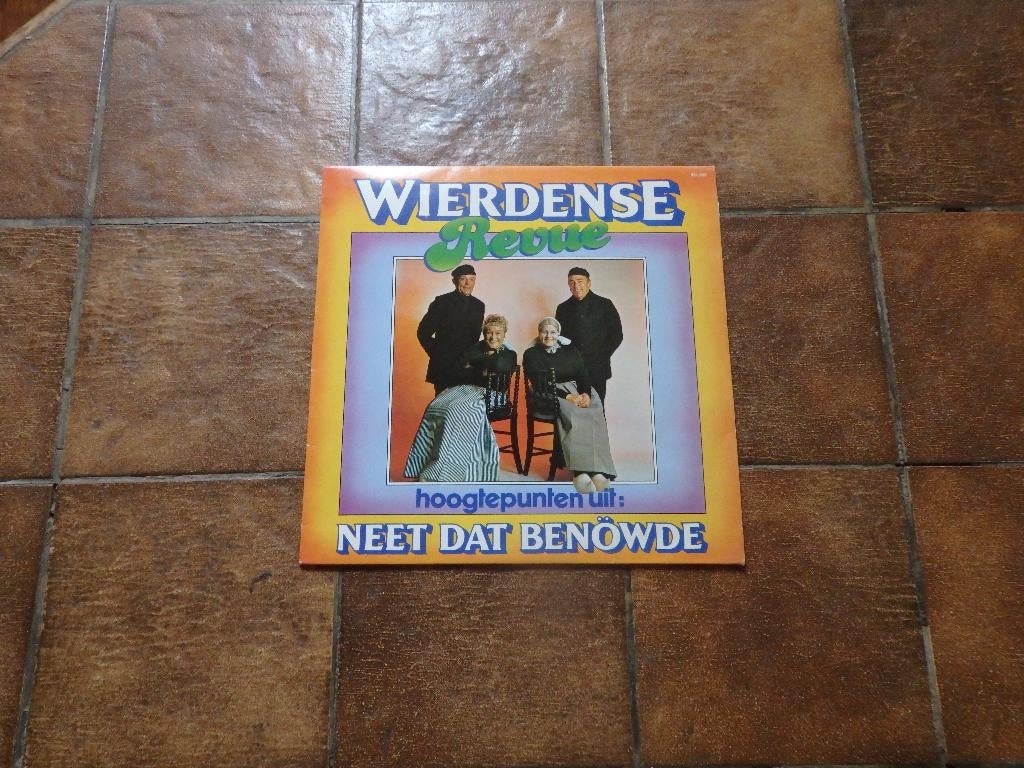 WIERDENSE
Revue
hoogtepunten uit:
NEET DAT BENÖWDE